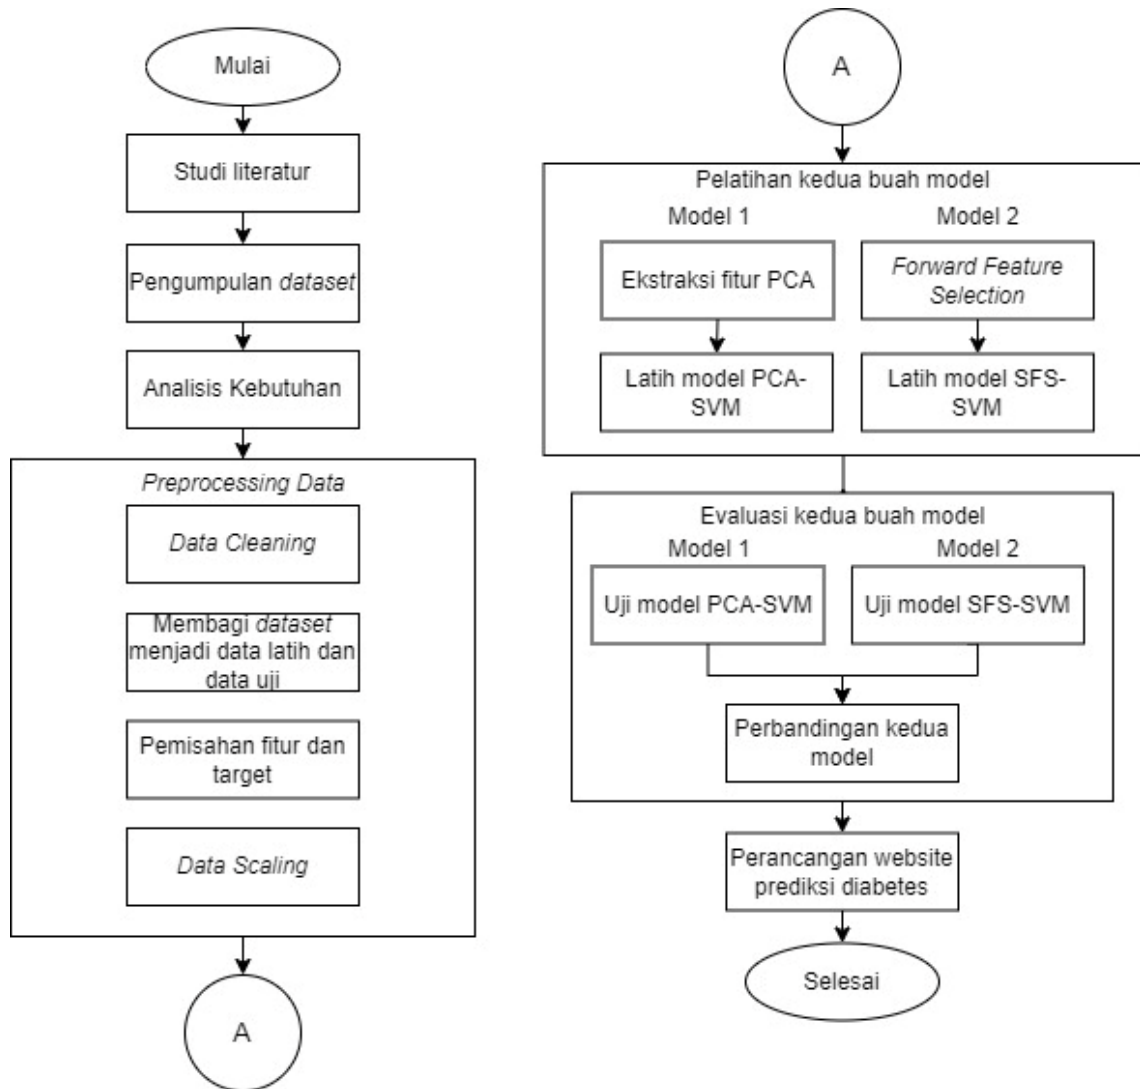 Mulai
Studi literatur
Pengumpulan dataset
Analisis Kebutuhan
Preprocessing Data
Data Cleaning
Membagi dataset
menjadi data latih dan
data uji
Pemisahan fitur dan
target
Data Scaling
A
A
Pelatihan kedua buah model
Model 1
Model 2
Ekstraksi fitur PCA
Forward Feature
Selection
Latih model PCA-
SVM
Latih model SFS-
SVM
Evaluasi kedua buah model
Model 1
Model 2
Uji model PCA-SVM
Uji model SFS-SVM
Perbandingan kedua
model
Perancangan website
prediksi diabetes
Selesai